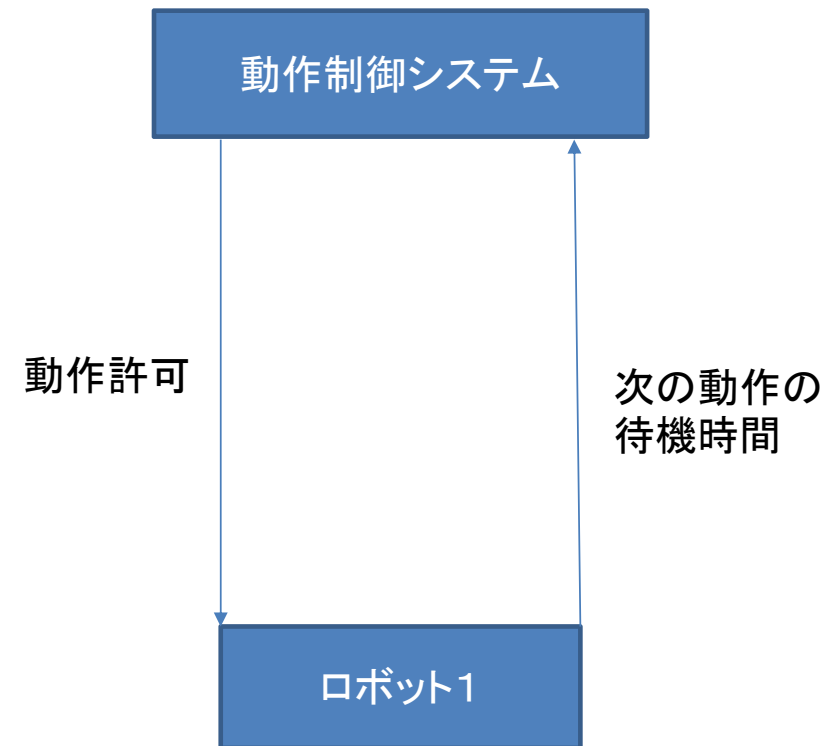 動作制御システム
動作許可
次の動作の
待機時間
ロボット１